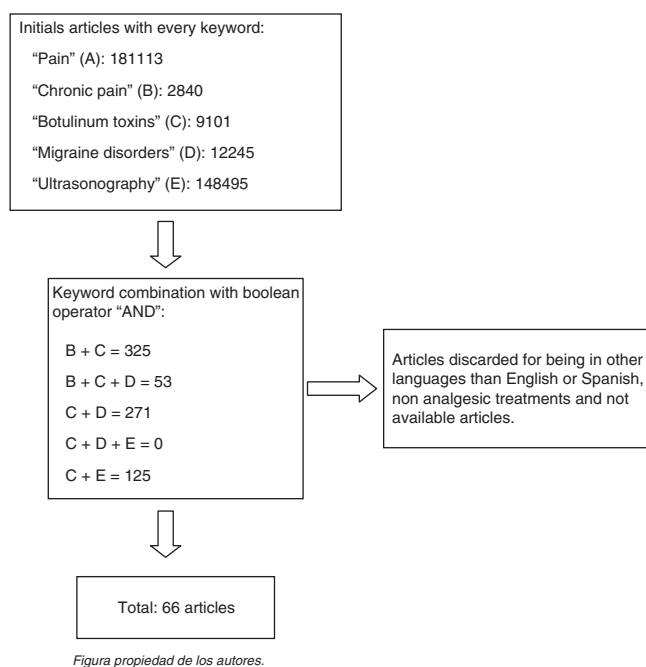 Initials articles with every keyword:
“Pain” (A): 181113
“Chronic pain” (B): 2840
“Botulinum toxins” (C): 9101
“Migraine disorders” (D): 12245
“Ultrasonography” (E): 148495
Keyword combination with boolean
operator “AND”:
B + C = 325
B + C + D = 53
C + D = 271
C + D + E = 0
C + E = 125
Articles discarded for being in other
languages than English or Spanish,
non analgesic treatments and not
available articles.
Total: 66 articles
Figura propiedad de los autores.